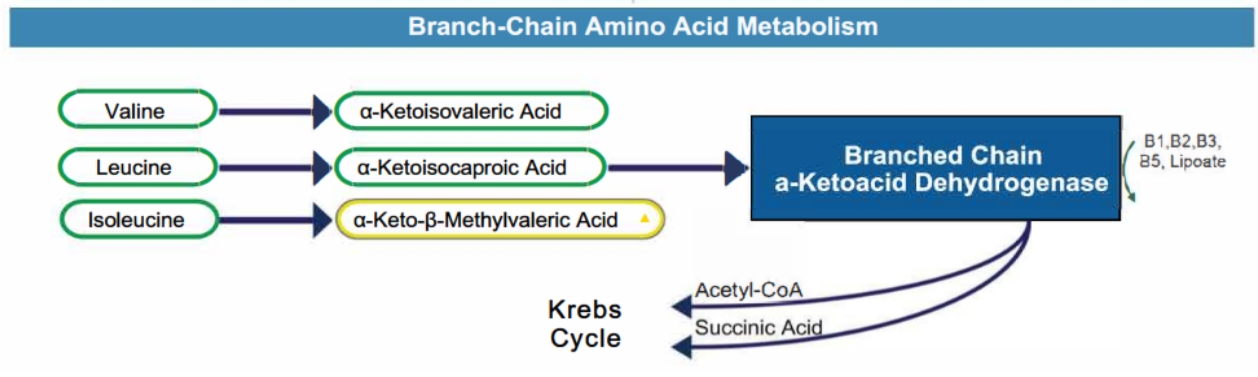 Branch-Chain Amino Acid Metabolism
Valine
α-Ketoisovaleric Acid
Leucine
α-Ketoisocaproic Acid
Isoleucine
α-Keto-β-Methylvaleric Acid
Branched Chain
a-Ketoacid Dehydrogenase
B1,B2,B3,
B5, Lipoate
Acetyl-CoA
Succinic Acid
Krebs
Cycle